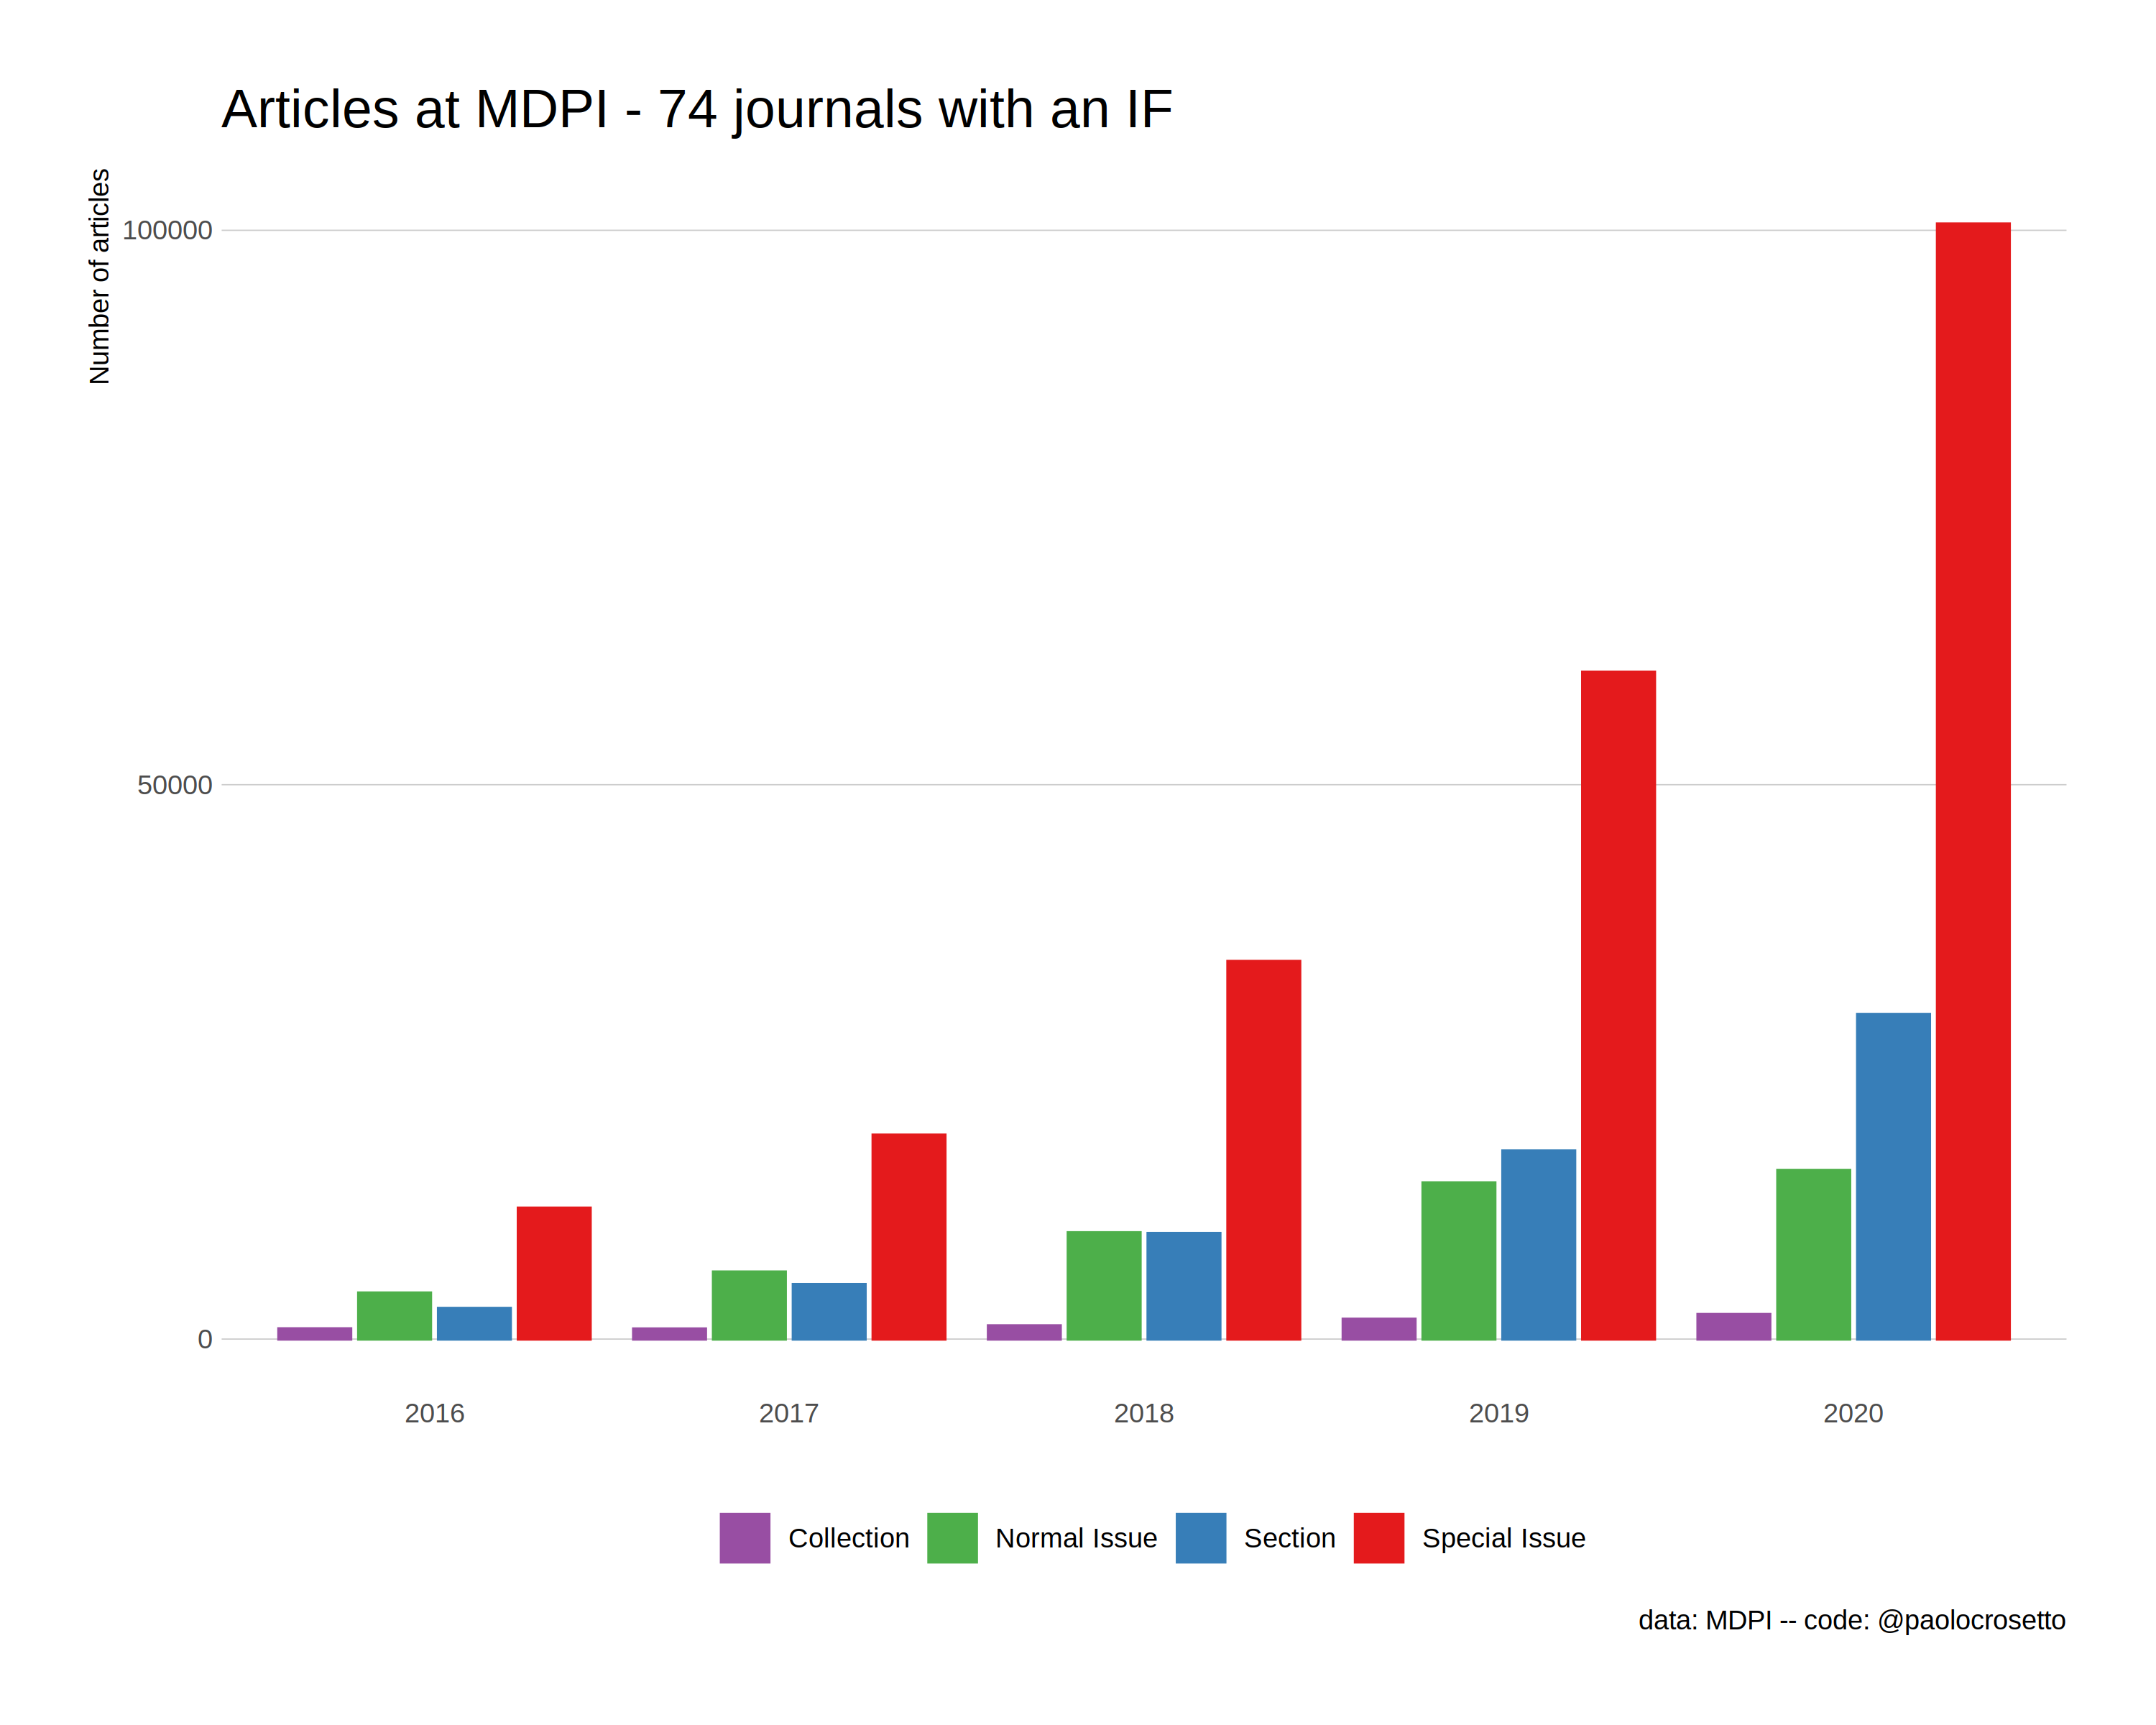 Articles at MDPI - 74 journals with an IF
Number of articles
100000
50000
0
2016 2017 2018 2019 2020
Collection Normal Issue Section Special Issue
data: MDPI -- code: @paolocrosetto